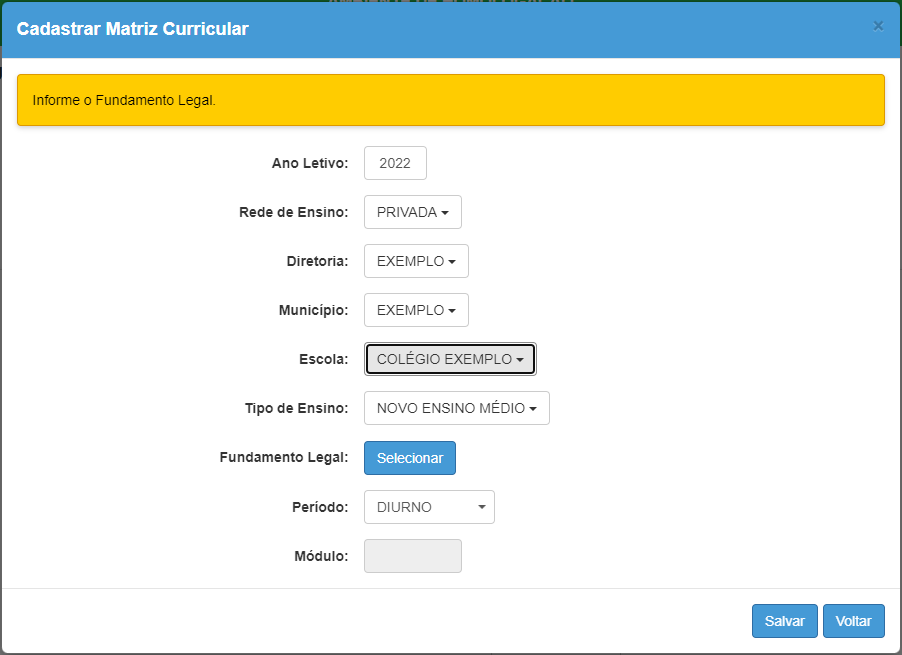 Cadastrar Matriz Curricular ×
Informe o Fundamento Legal.
Ano Letivo: 2022
Rede de Ensino: PRIVADA
Diretoria: EXEMPLO
Município: EXEMPLO
Escola: COLÉGIO EXEMPLO
Tipo de Ensino: NOVO ENSINO MÉDIO
Fundamento Legal: Selecionar
Período: DIURNO
Módulo:
Salvar Voltar